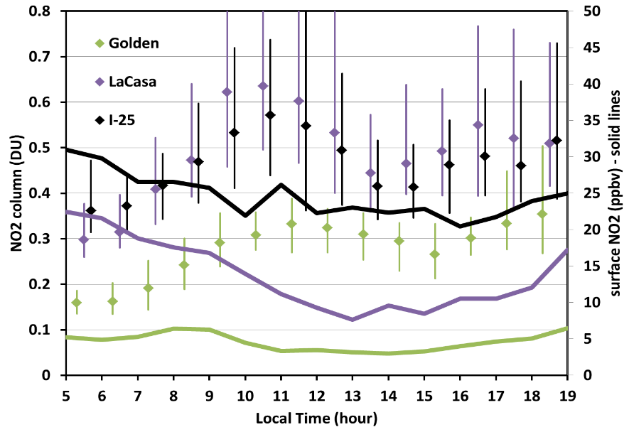 0.8
0.7
0.6
0.5
0.4
0.3
0.2
0.1
0
NO2 column (DU)
Golden
LaCasa
I-25
50
45
40
35
30
25
20
15
10
5
0
surface NO2 (ppbv) - solid lines
5 6 7 8 9 10 11 12 13 14 15 16 17 18 19
Local Time (hour)